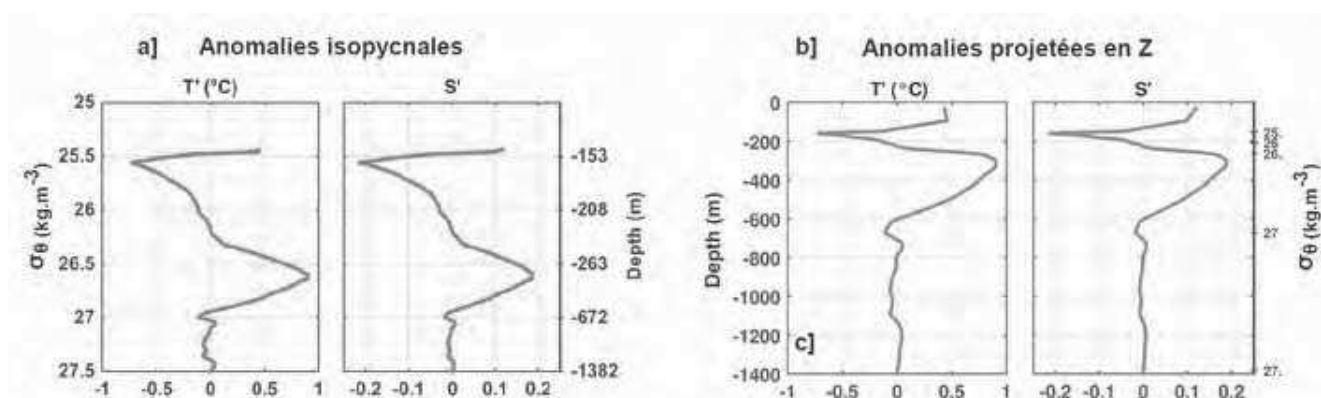 a] Anomalies isopycnales
T' (°C) S'
σθ (kg.m-3)
25
25.5
26
26.5
27
27.5
-153
-208
-263
-672
-1382
Depth (m)
-1 -0.5 0 0.5 1
-0.2 -0.1 0 0.1 0.2
b] Anomalies projetées en Z
T' (°C) S'
Depth (m)
0
-200
-400
-600
-800
-1000
-1200
-1400
c]
25.
26.
27
27.
σθ (kg.m-3)
-1 -0.5 0 0.5 1
-0.2 -0.1 0 0.1 0.2